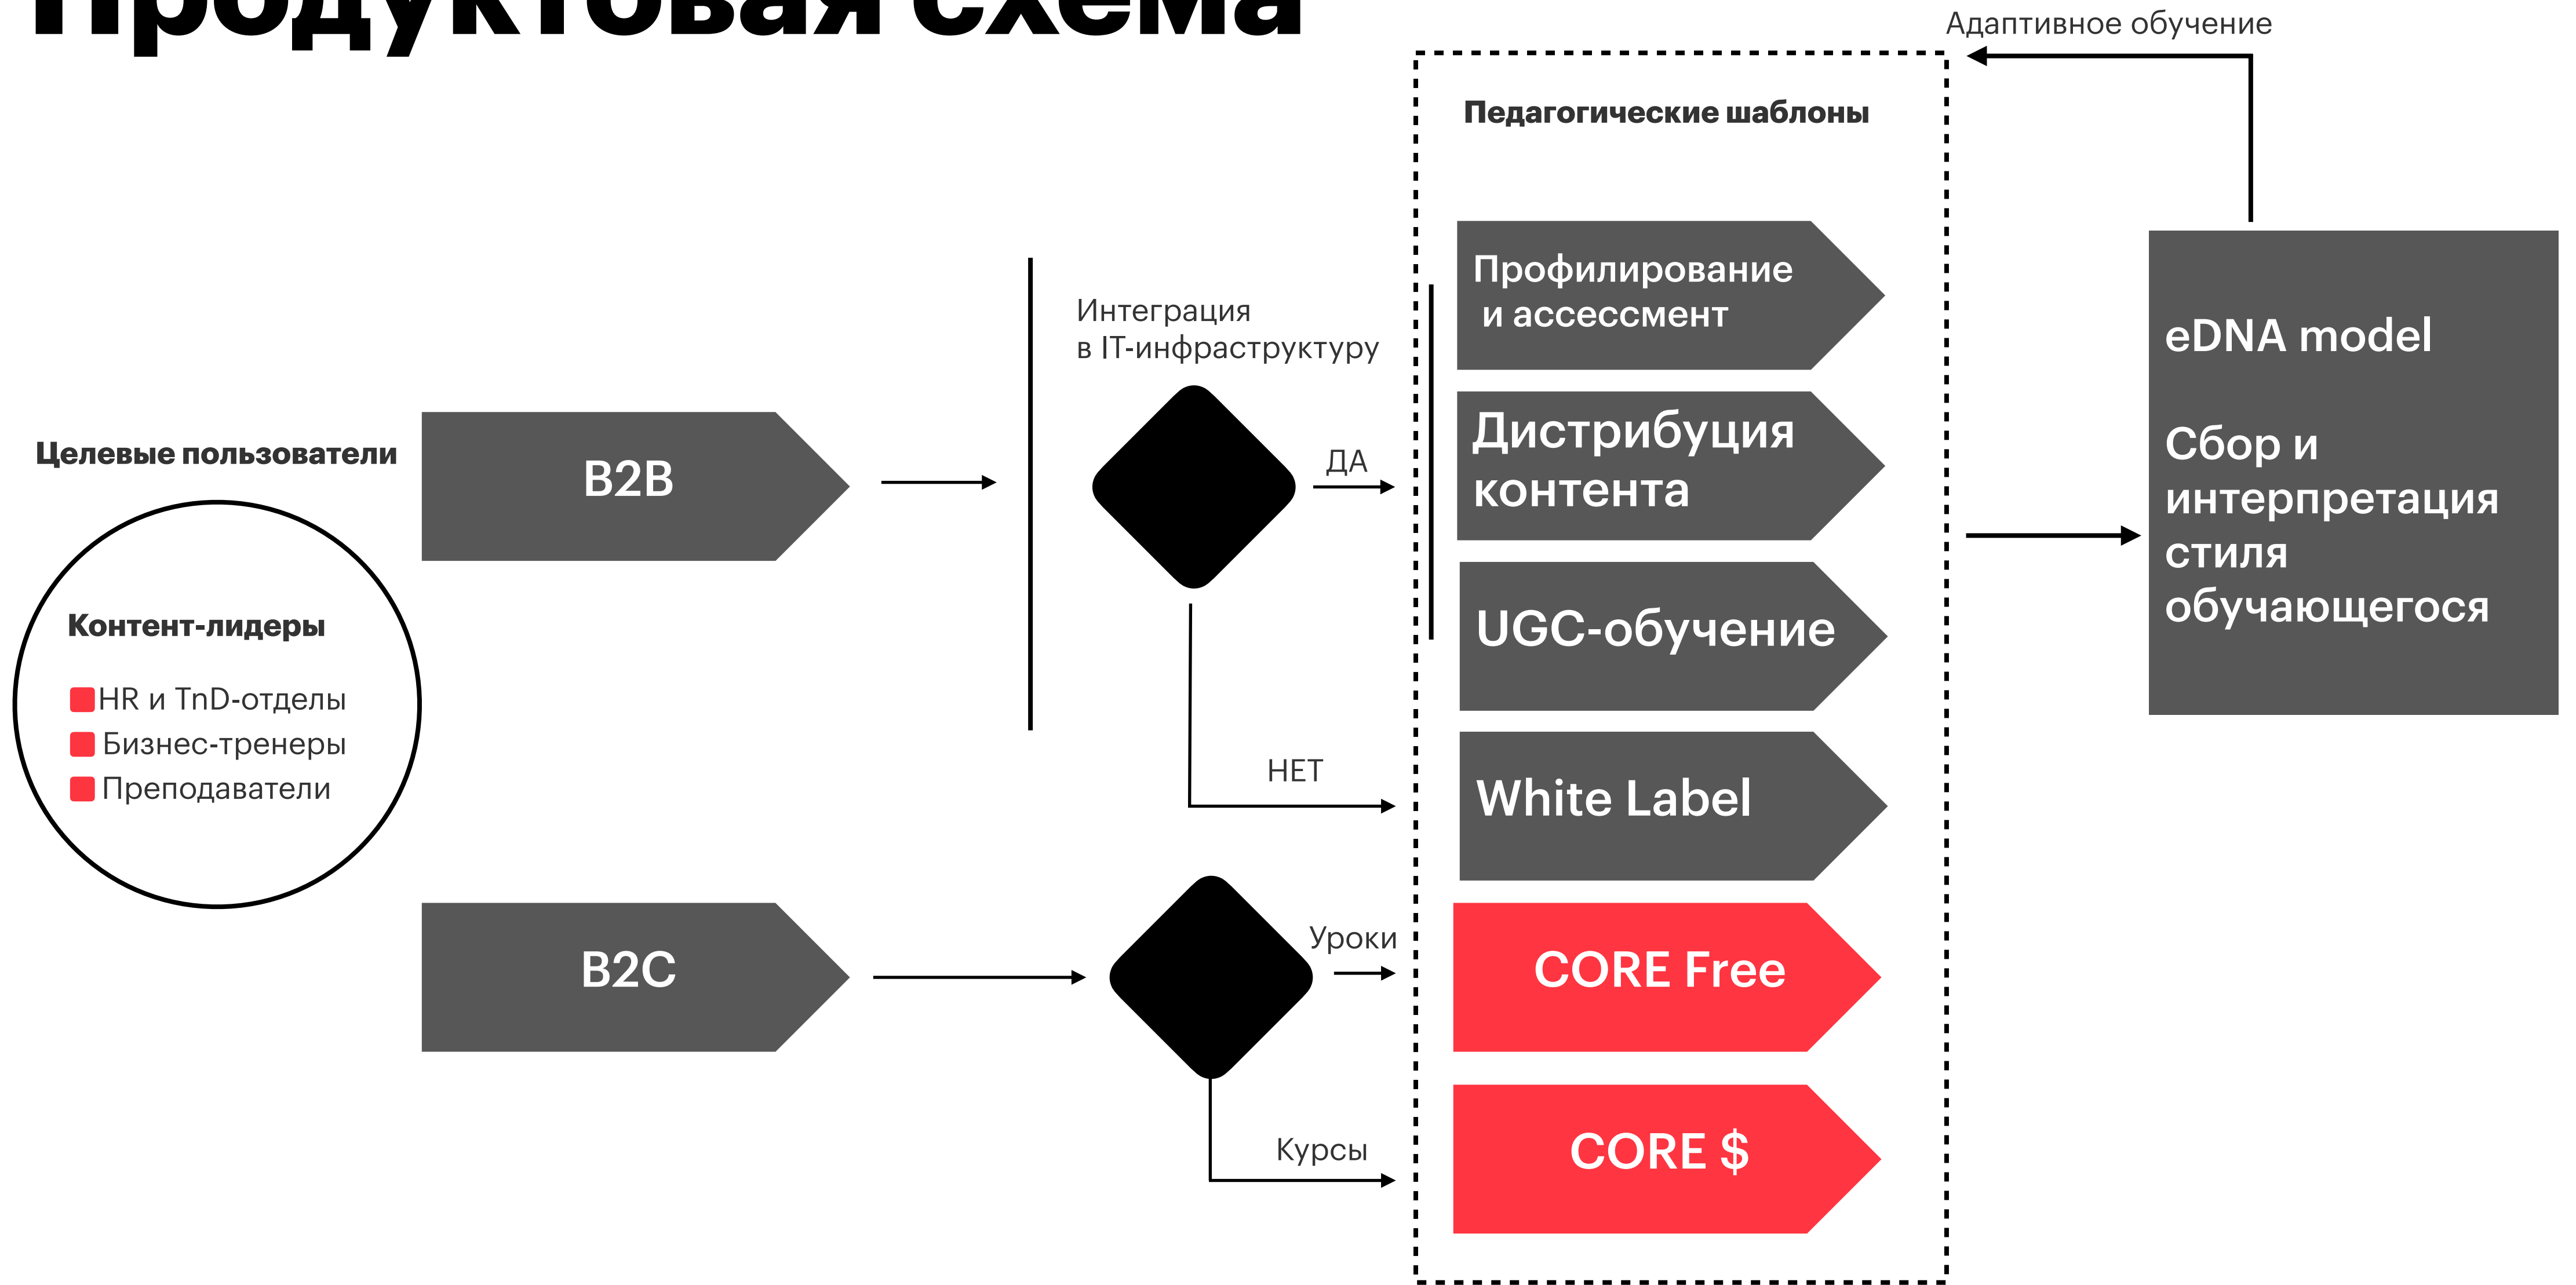 Продуктовая схема
Адаптивное обучение
Педагогические шаблоны
Целевые пользователи
Контент-лидеры
HR и TnD-отделы
Бизнес-тренеры
Преподаватели
B2B
B2C
Интеграция
в IT-инфраструктуру
ДА
НЕТ
Уроки
Курсы
Профилирование
и ассессмент
Дистрибуция
контента
UGC-обучение
White Label
CORE Free
CORE $
eDNA model
Сбор и
интерпретация
стиля
обучающегося